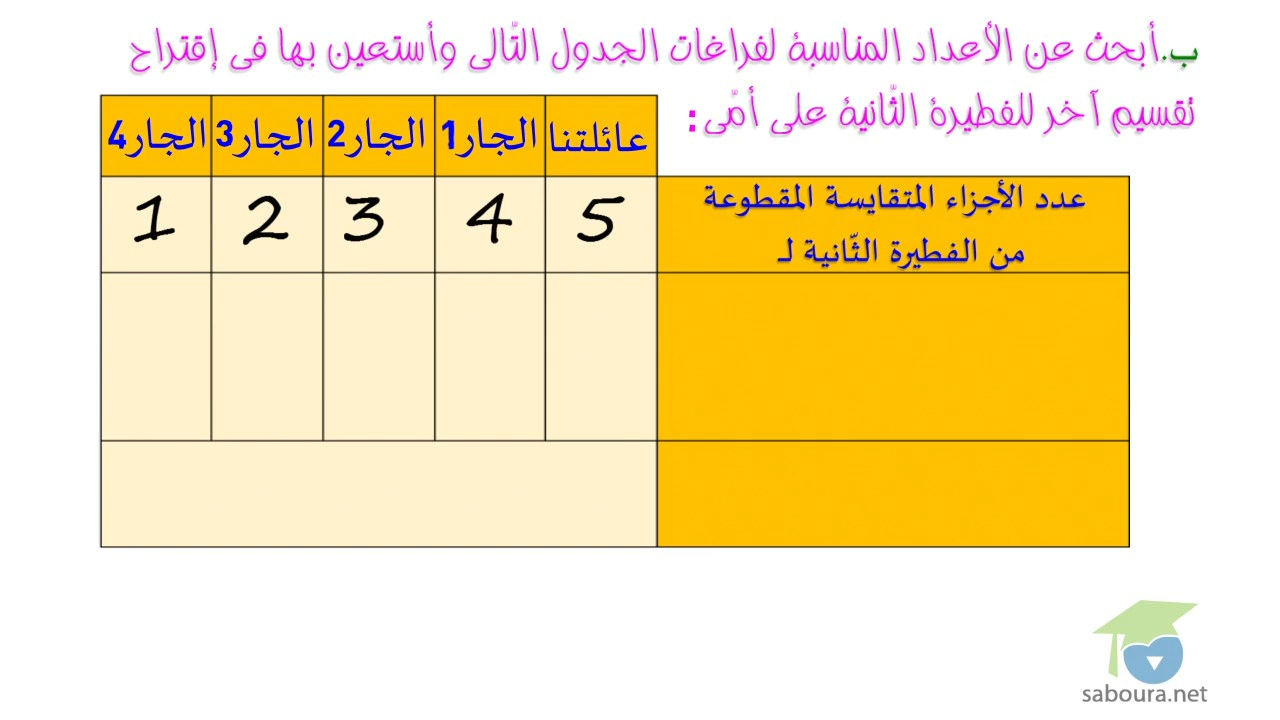 ب.أبحث عن الأعداد المناسبة لفراغات الجدول التّالى وأستعين بها فى إقتراح
تقسيم آخر للفطيرة الثّانية على أمّى:
عائلتنا الجار1 الجار2 الجار3 الجار4
عدد الأجزاء المتقايسة المقطوعة
من الفطيرة الثّانية لـ
5 4 3 2 1
saboura.net